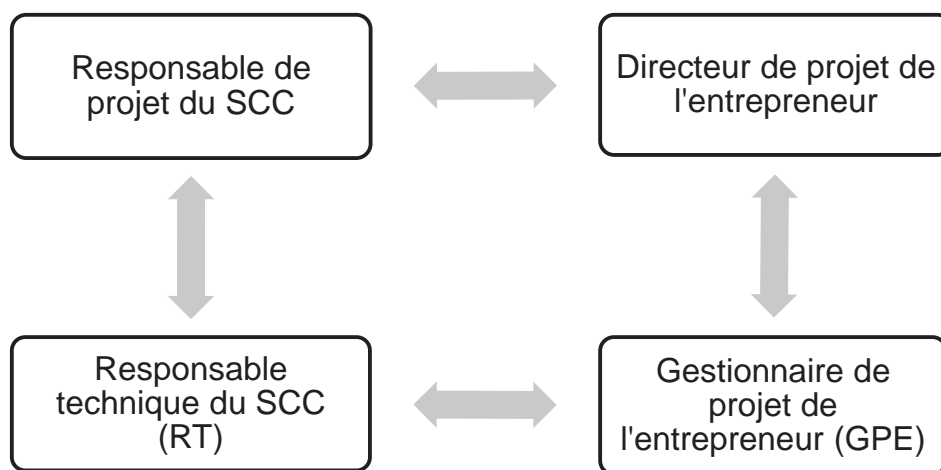 Responsable de
projet du SCC
Directeur de projet de
l'entrepreneur
Responsable
technique du SCC
(RT)
Gestionnaire de
projet de
l'entrepreneur (GPE)